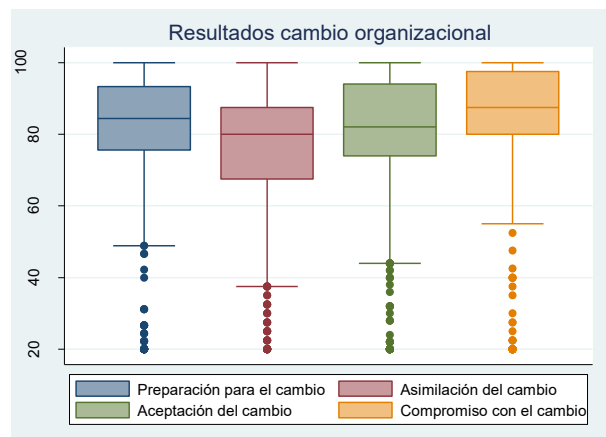 Resultados cambio organizacional
100
80
60
40
20
Preparación para el cambio
Asimilación del cambio
Aceptación del cambio
Compromiso con el cambio